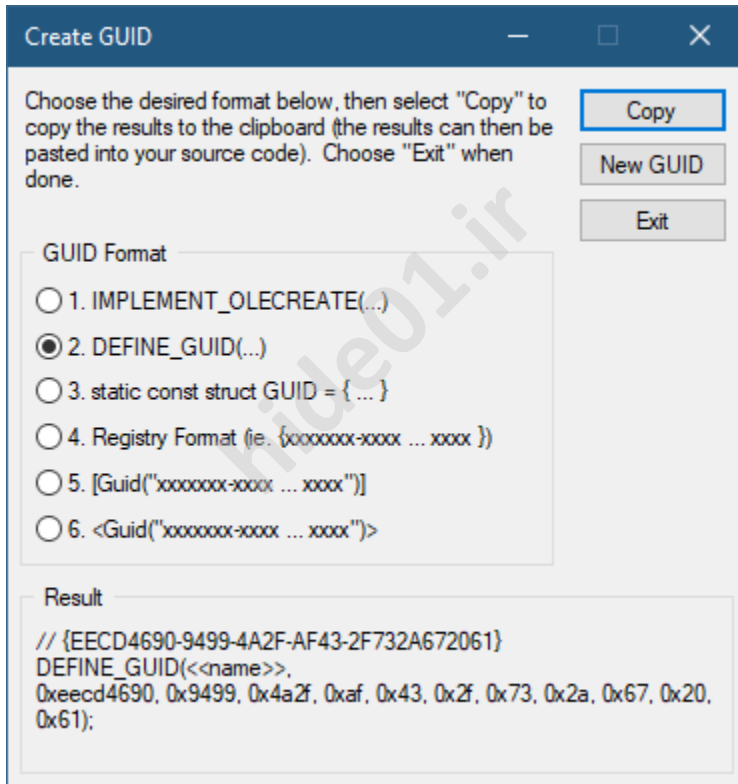 Create GUID
Choose the desired format below, then select "Copy" to
copy the results to the clipboard (the results can then be
pasted into your source code).  Choose "Exit" when
done.
Copy
New GUID
Exit
GUID Format
1. IMPLEMENT_OLECREATE(...)
2. DEFINE_GUID(...)
3. static const struct GUID = { ... }
4. Registry Format (ie. {xxxxxxx-xxxx ... xxxx })
5. [Guid("xxxxxxx-xxxx ... xxxx")]
6. <Guid("xxxxxxx-xxxx ... xxxx")>
hide01.ir
Result
// {EECD4690-9499-4A2F-AF43-2F732A672061}
DEFINE_GUID(<<name>>,
0xeecd4690, 0x9499, 0x4a2f, 0xaf, 0x43, 0x2f, 0x73, 0x2a, 0x67, 0x20,
0x61);